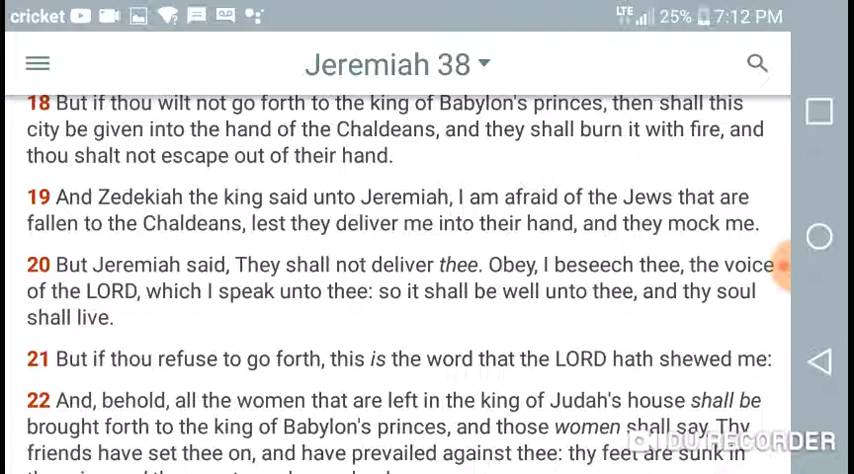 cricket LTE 25% 7:12 PM
Jeremiah 38
18 But if thou wilt not go forth to the king of Babylon's princes, then shall this
city be given into the hand of the Chaldeans, and they shall burn it with fire, and
thou shalt not escape out of their hand.
19 And Zedekiah the king said unto Jeremiah, I am afraid of the Jews that are
fallen to the Chaldeans, lest they deliver me into their hand, and they mock me.
20 But Jeremiah said, They shall not deliver thee. Obey, I beseech thee, the voice
of the LORD, which I speak unto thee: so it shall be well unto thee, and thy soul
shall live.
21 But if thou refuse to go forth, this is the word that the LORD hath shewed me:
22 And, behold, all the women that are left in the king of Judah's house shall be
brought forth to the king of Babylon's princes, and those women shall say, Thy
friends have set thee on, and have prevailed against thee: thy feet are sunk in
DU RECORDER